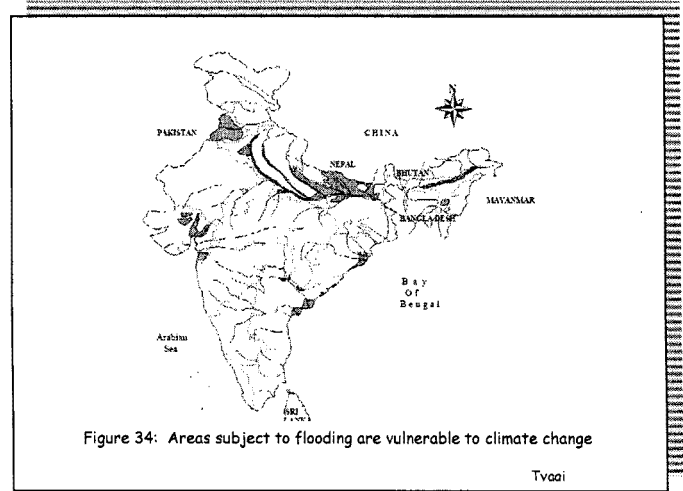 N
PAKISTAN
CHINA
NEPAL
BHUTAN
MAYANMAR
BANGLADESH
Bay
Of
Bengal
Arabian
Sea
SRI
LANKA
Figure 34: Areas subject to flooding are vulnerable to climate change
Tvaai